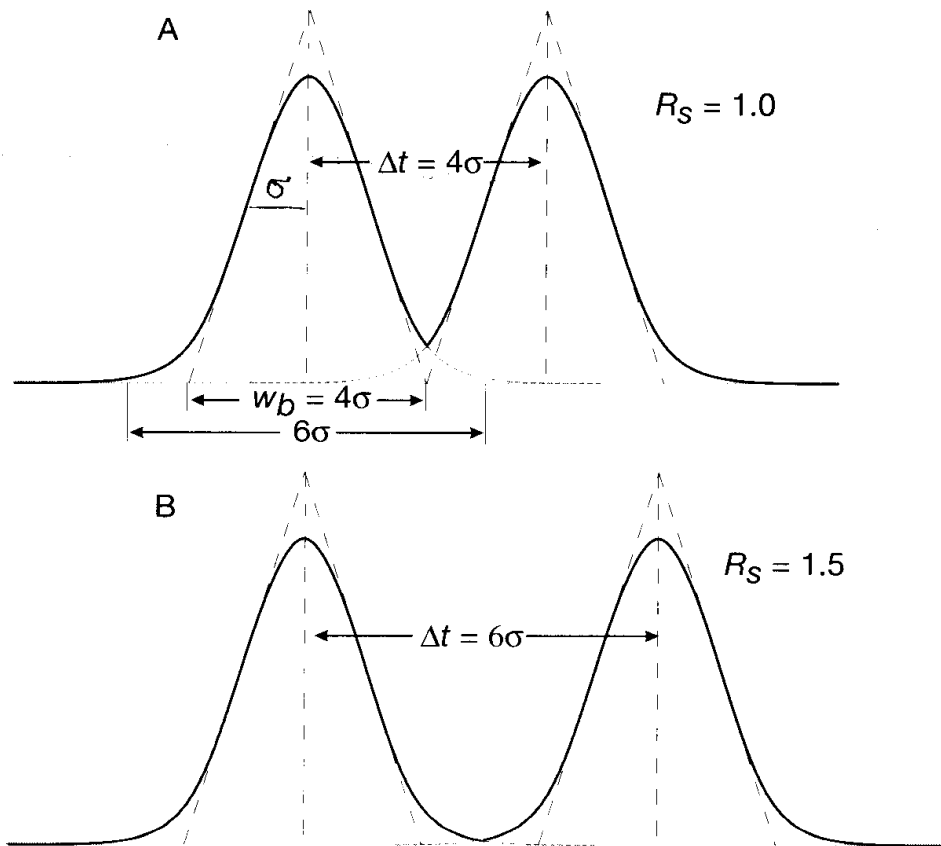 A
R_s = 1.0
Δt = 4σ
σ
w_b = 4σ
6σ
B
R_s = 1.5
Δt = 6σ